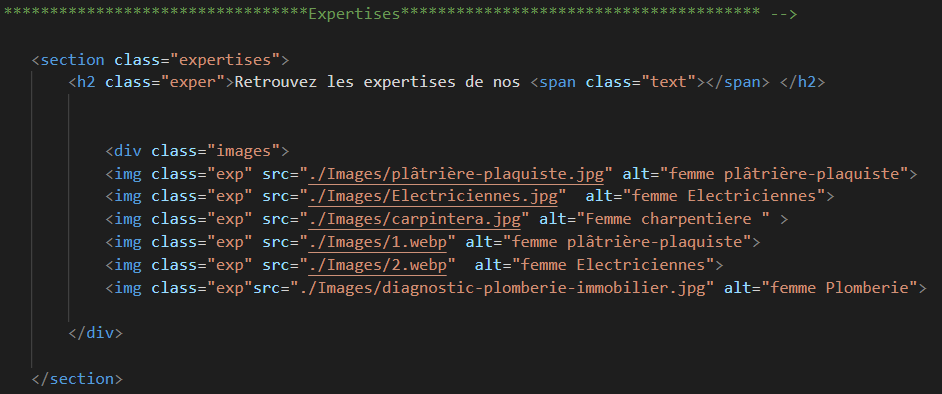 *********************************Expertises*************************************** -->
<section class="expertises">
<h2 class="exper">Retrouvez les expertises de nos <span class="text"></span> </h2>
<div class="images">
<img class="exp" src="./Images/plâtrière-plaquiste.jpg" alt="femme plâtrière-plaquiste">
<img class="exp" src="./Images/Electriciennes.jpg"  alt="femme Electriciennes">
<img class="exp" src="./Images/carpintera.jpg" alt="Femme charpentiere " >
<img class="exp" src="./Images/1.webp" alt="femme plâtrière-plaquiste">
<img class="exp" src="./Images/2.webp"  alt="femme Electriciennes">
<img class="exp"src="./Images/diagnostic-plomberie-immobilier.jpg" alt="femme Plomberie">
</div>
</section>